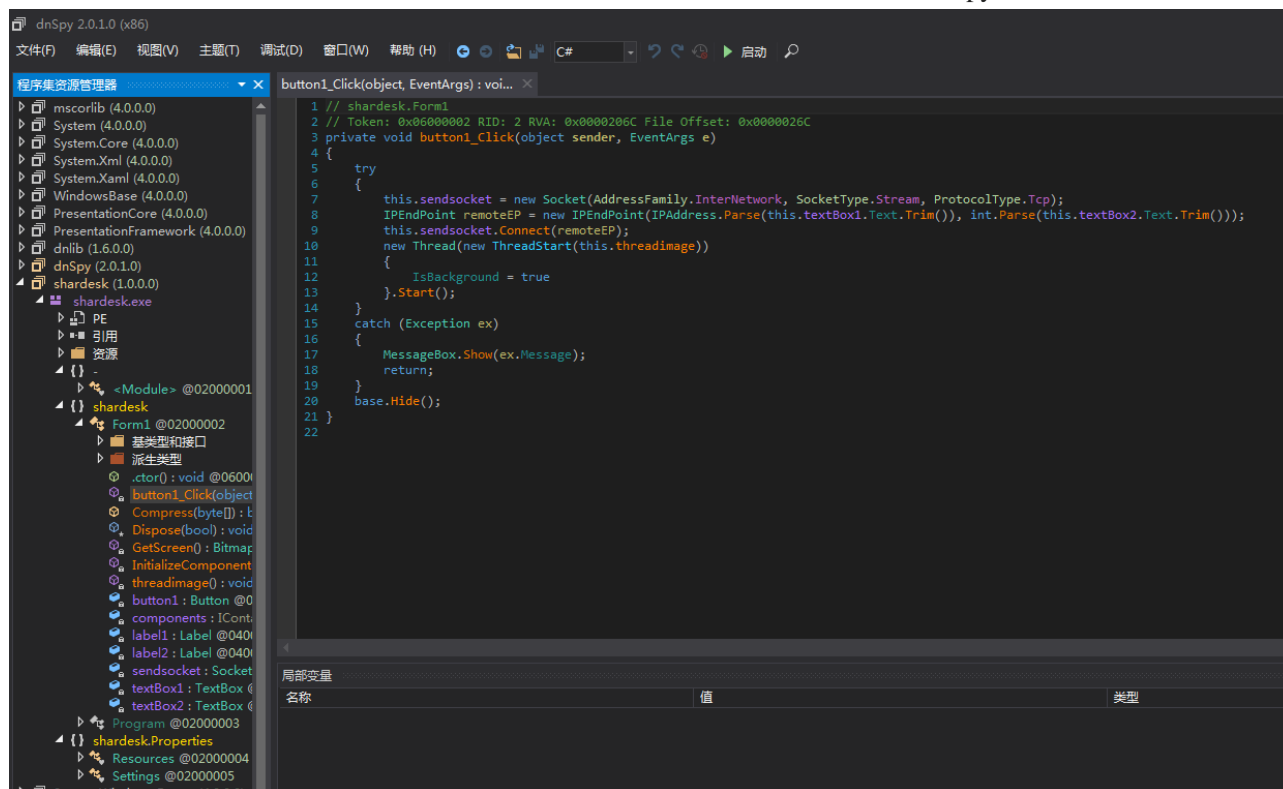 dnSpy 2.0.1.0 (x86)
文件(F) 编辑(E) 视图(V) 主题(T) 调试(D) 窗口(W) 帮助 (H) C# 启动
程序集资源管理器
mscorlib (4.0.0.0)
System (4.0.0.0)
System.Core (4.0.0.0)
System.Xml (4.0.0.0)
System.Xaml (4.0.0.0)
WindowsBase (4.0.0.0)
PresentationCore (4.0.0.0)
PresentationFramework (4.0.0.0)
dnlib (1.6.0.0)
dnSpy (2.0.1.0)
shardesk (1.0.0.0)
shardesk.exe
PE
引用
资源
{} -
<Module> @02000001
{} shardesk
Form1 @02000002
基类型和接口
派生类型
.ctor() : void @0600
button1_Click(object
Compress(byte[]) : b
Dispose(bool) : void
GetScreen() : Bitmap
InitializeComponent
threadimage() : void
button1 : Button @0
components : IConta
label1 : Label @040
label2 : Label @040
sendsocket : Socket
textBox1 : TextBox @
textBox2 : TextBox @
Program @02000003
{} shardesk.Properties
Resources @02000004
Settings @02000005
button1_Click(object, EventArgs) : voi...
1 // shardesk.Form1
2 // Token: 0x06000002 RID: 2 RVA: 0x0000206C File Offset: 0x0000026C
3 private void button1_Click(object sender, EventArgs e)
4 {
5 try
6 {
7 this.sendsocket = new Socket(AddressFamily.InterNetwork, SocketType.Stream, ProtocolType.Tcp);
8 IPEndPoint remoteEP = new IPEndPoint(IPAddress.Parse(this.textBox1.Text.Trim()), int.Parse(this.textBox2.Text.Trim()));
9 this.sendsocket.Connect(remoteEP);
10 new Thread(new ThreadStart(this.threadimage))
11 {
12 IsBackground = true
13 }.Start();
14 }
15 catch (Exception ex)
16 {
17 MessageBox.Show(ex.Message);
18 return;
19 }
20 base.Hide();
21 }
22
局部变量
名称 值 类型